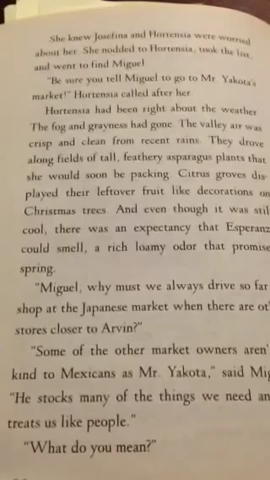 She knew Josefina and Hortensia were worried
about her. She nodded to Hortensia, took the list,
and went to find Miguel.
"Be sure you tell Miguel to go to Mr. Yakota's
market!" Hortensia called after her.
Hortensia had been right about the weather.
The fog and grayness had gone. The valley air was
crisp and clean from recent rains. They drove
along fields of tall, feathery asparagus plants that
she would soon be packing. Citrus groves dis-
played their leftover fruit like decorations on
Christmas trees. And even though it was stil
cool, there was an expectancy that Esperanz
could smell, a rich loamy odor that promise
spring.
"Miguel, why must we always drive so far
shop at the Japanese market when there are ot
stores closer to Arvin?"
"Some of the other market owners aren'
kind to Mexicans as Mr. Yakota," said Mig
"He stocks many of the things we need an
treats us like people."
"What do you mean?"